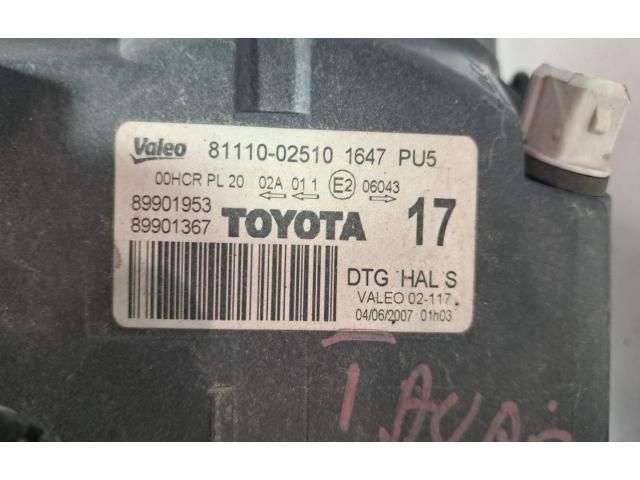 Valeo 81110-02510 1647 PU5
00HCR PL 20 02A 01 1 E2 06043
← ← →
89901953
89901367 TOYOTA 17
DTG HAL S
VALEO 02-117
04/06/2007 01h03
1